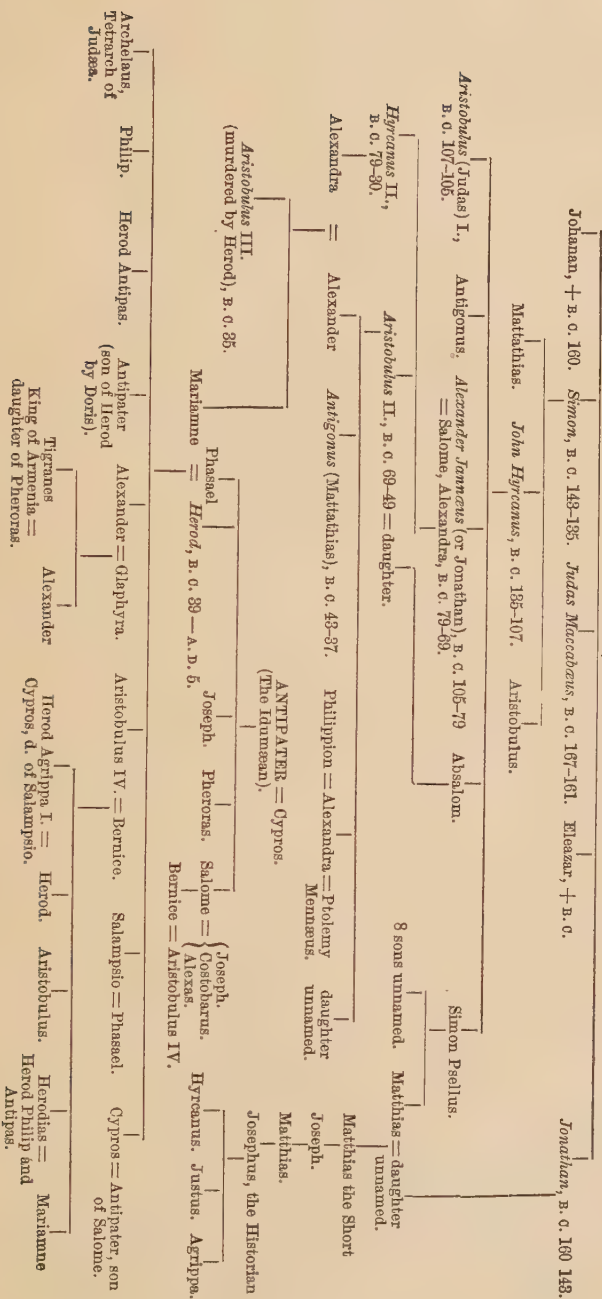 Johanan, + B. C. 160. Simon, B. C. 143-135. Judas Maccabæus, B. C. 167-161. Eleazar, + B. C. Jonathan, B. C. 160 143.
Mattathias. John Hyrcanus, B. C. 135-107. Aristobulus.
Aristobulus (Judas) I., Antigonus. Alexander Jannæus (or Jonathan), B. C. 105-79 Absalom. Simon Psellus.
B. C. 107-105. = Salome, Alexandra, B. C. 79-69.
8 sons unnamed. Matthias = daughter
unnamed.
Hyrcanus II., Aristobulus II., B. C. 69-49 = daughter.
B. C. 79-30.
Matthias the Short
Alexandra = Alexander Antigonus (Mattathias), B. C. 43-37. Philippion = Alexandra = Ptolemy daughter
Mennæus. unnamed.
Joseph.
Matthias.
ANTIPATER = Cypros.
(The Idumæan).
Josephus, the Historian
Aristobulus III.
(murdered by Herod), B. C. 35.
Mariamne = Herod, B. C. 39 — A. D. 5.
Phasael Joseph. Pheroras. Salome = { Joseph.
Costobarus.
Alexas.
Bernice = Aristobulus IV.
Hyrcanus. Justus. Agrippa.
Archelaus, Philip. Herod Antipas. Antipater Alexander = Glaphyra. Aristobulus IV. = Bernice. Salampsio = Phasael. Cypros = Antipater, son
Tetrarch of (son of Herod of Salome.
Judæa. by Doris).
Tigranes Alexander Herod Agrippa I. = Herod. Aristobulus. Herodias = Mariamne
King of Armenia = Cypros, d. of Salampsio. Herod Philip and
daughter of Pheroras. Antipas.